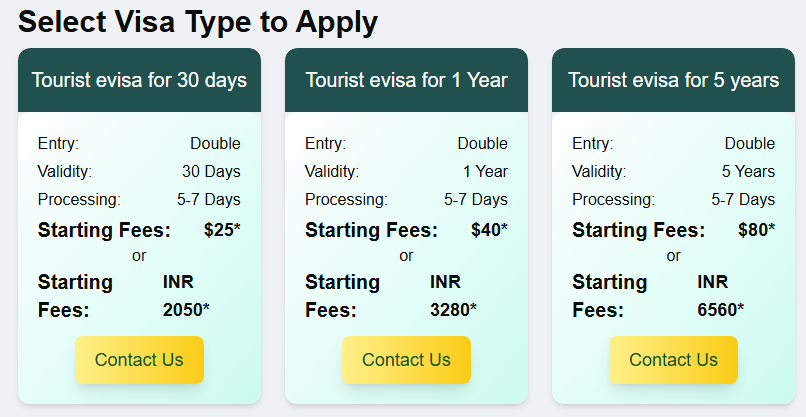 Select Visa Type to Apply
Tourist evisa for 30 days
Entry: Double
Validity: 30 Days
Processing: 5-7 Days
Starting Fees: $25*
or
Starting Fees: INR 2050*
Contact Us
Tourist evisa for 1 Year
Entry: Double
Validity: 1 Year
Processing: 5-7 Days
Starting Fees: $40*
or
Starting Fees: INR 3280*
Contact Us
Tourist evisa for 5 years
Entry: Double
Validity: 5 Years
Processing: 5-7 Days
Starting Fees: $80*
or
Starting Fees: INR 6560*
Contact Us